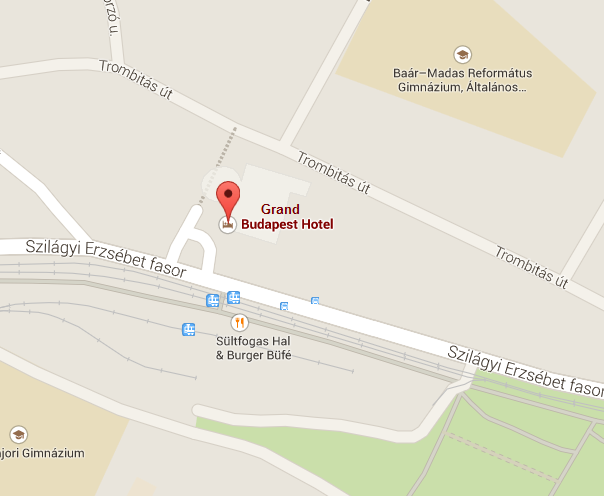 Trombitás út
Baár–Madas Református
Gimnázium, Általános...
Trombitás út
Grand
Budapest Hotel
Szilágyi Erzsébet fasor
Trombitás út
Sültfogas Hal
& Burger Büfé
Szilágyi Erzsébet fasor
jori Gimnázium